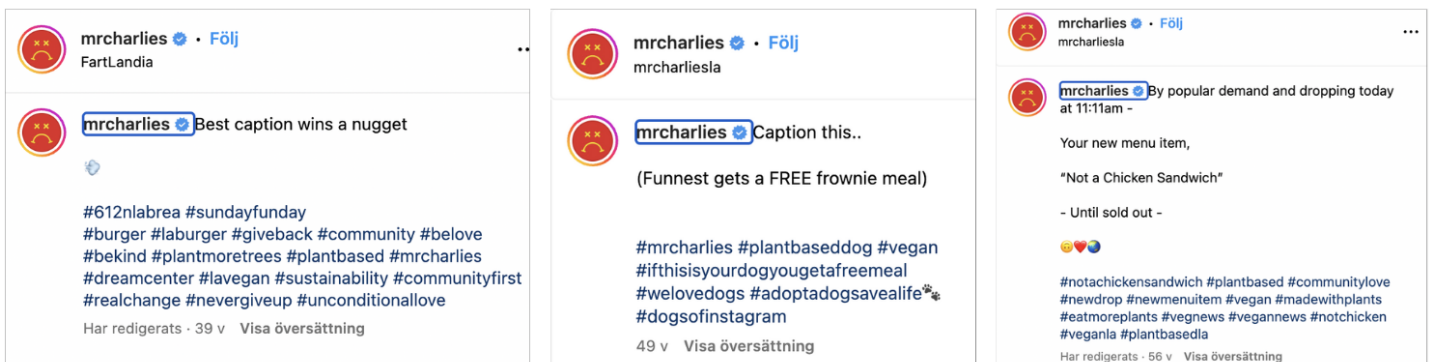 mrcharlies • Följ
FartLandia
mrcharlies Best caption wins a nugget
#612nlabrea #sundayfunday
#burger #laburger #giveback #community #belove
#bekind #plantmoretrees #plantbased #mrcharlies
#dreamcenter #lavegan #sustainability #communityfirst
#realchange #nevergiveup #unconditionallove
Har redigerats · 39 v Visa översättning
mrcharlies • Följ
mrcharliesla
mrcharlies Caption this..
(Funnest gets a FREE frownie meal)
#mrcharlies #plantbaseddog #vegan
#ifthisisyourdogyougetafreemeal
#welovedogs #adoptadogsavealife🐾
#dogsofinstagram
49 v Visa översättning
mrcharlies • Följ
mrcharliesla
mrcharlies By popular demand and dropping today
at 11:11am -
Your new menu item,
“Not a Chicken Sandwich”
- Until sold out -
🙃❤️🌏
#notachickensandwich #plantbased #communitylove
#newdrop #newmenuitem #vegan #madewithplants
#eatmoreplants #vegnews #vegannews #notchicken
#veganla #plantbasedla
Har redigerats · 56 v Visa översättning